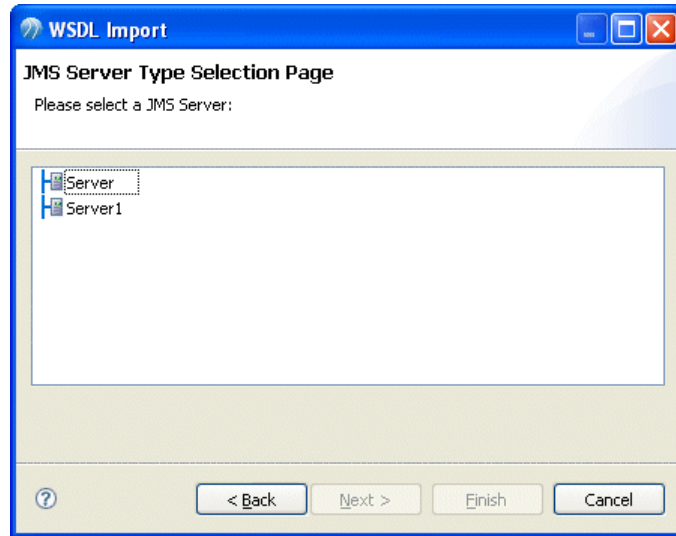 WSDL Import
JMS Server Type Selection Page
Please select a JMS Server:
Server
Server1
?
< Back Next > Finish Cancel